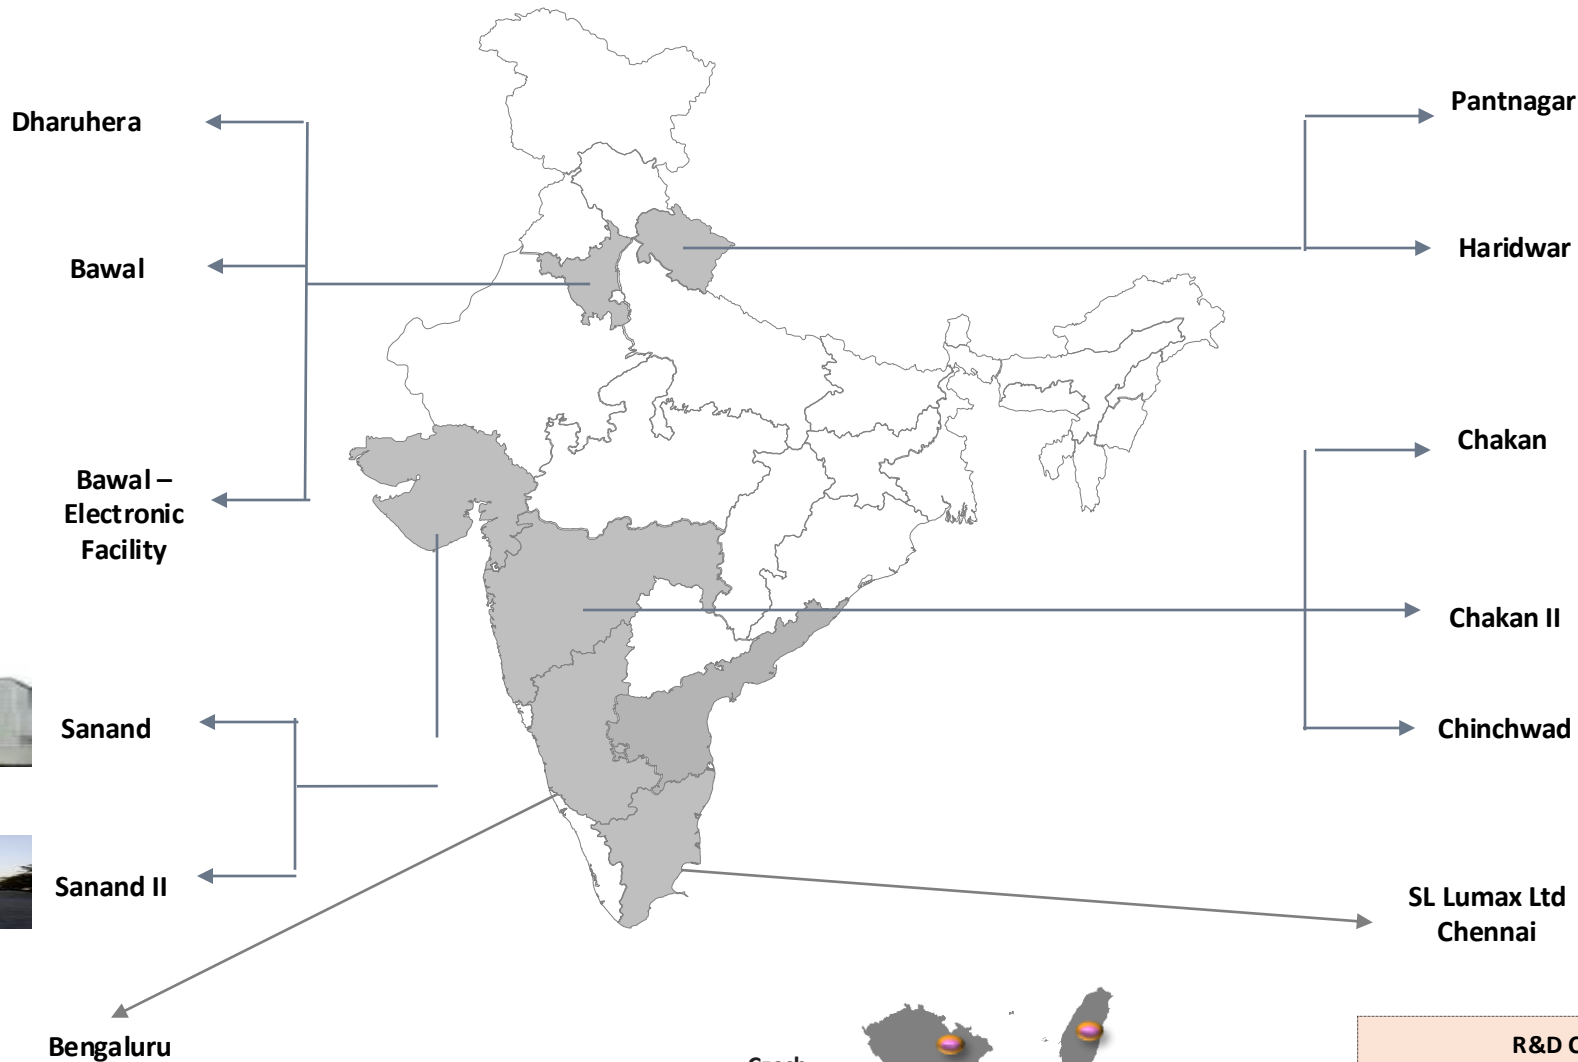 Dharuhera
Pantnagar
Bawal
Haridwar
Bawal –
Electronic
Facility
Chakan
Chakan II
Sanand
Chinchwad
Sanand II
SL Lumax Ltd
Chennai
Bengaluru
Czech
R&D